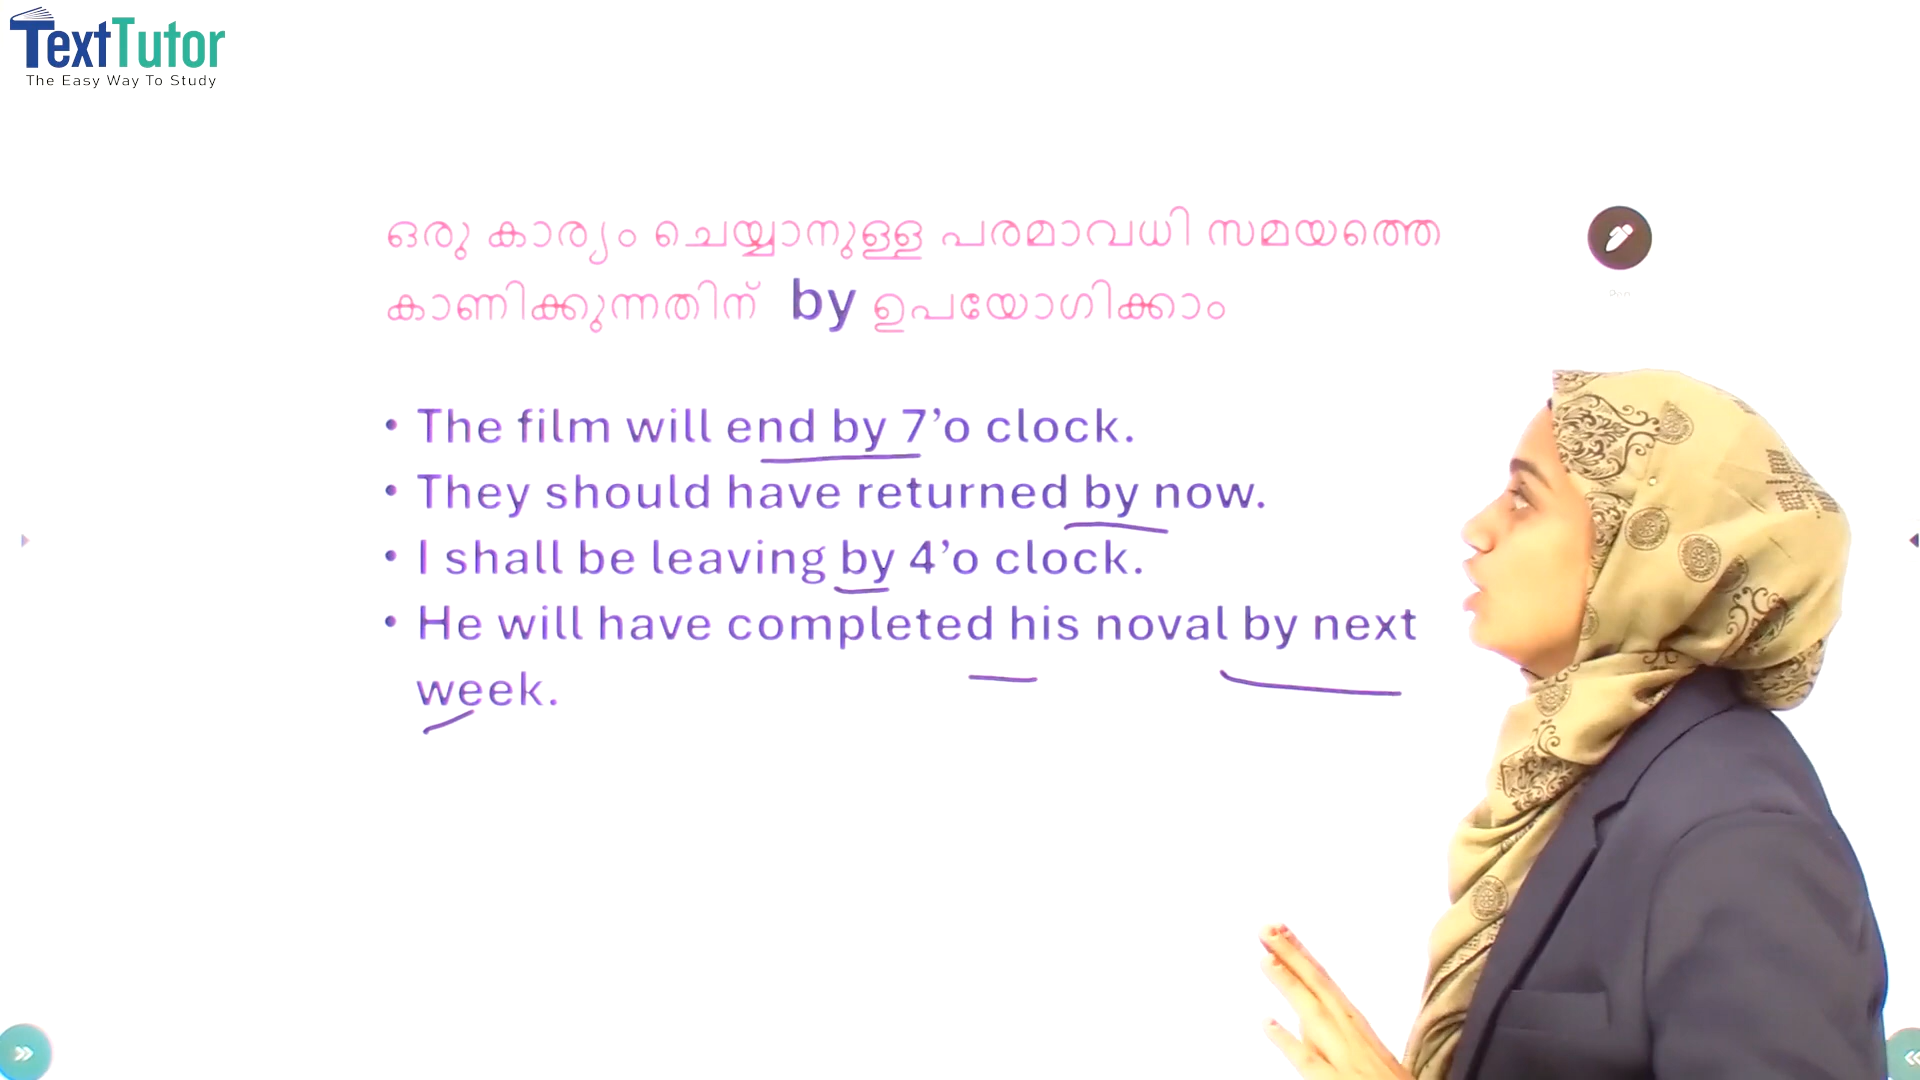 TextTutor
The Easy Way To Study
ഒരു കാര്യം ചെയ്യാനുള്ള പരമാവധി സമയത്തെ
കാണിക്കുന്നതിന് by ഉപയോഗിക്കാം
• The film will end by 7’o clock.
• They should have returned by now.
• I shall be leaving by 4’o clock.
• He will have completed his noval by next
week.